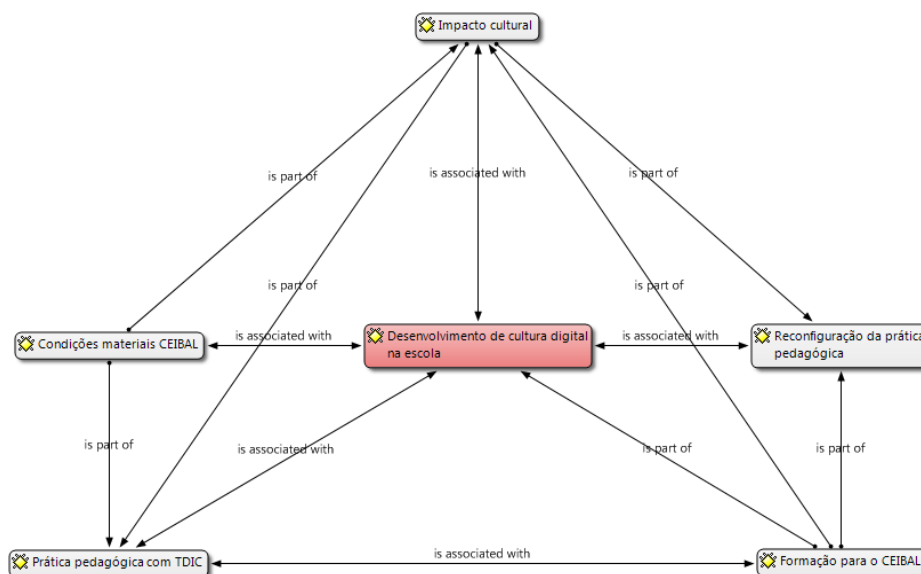 Impacto cultural
is part of
is associated with
is part of
is part of
is part of
Condições materiais CEIBAL
is associated with
Desenvolvimento de cultura digital
na escola
is associated with
Reconfiguração da prática
pedagógica
is part of
is associated with
is part of
is part of
Prática pedagógica com TDIC
is associated with
Formação para o CEIBAL